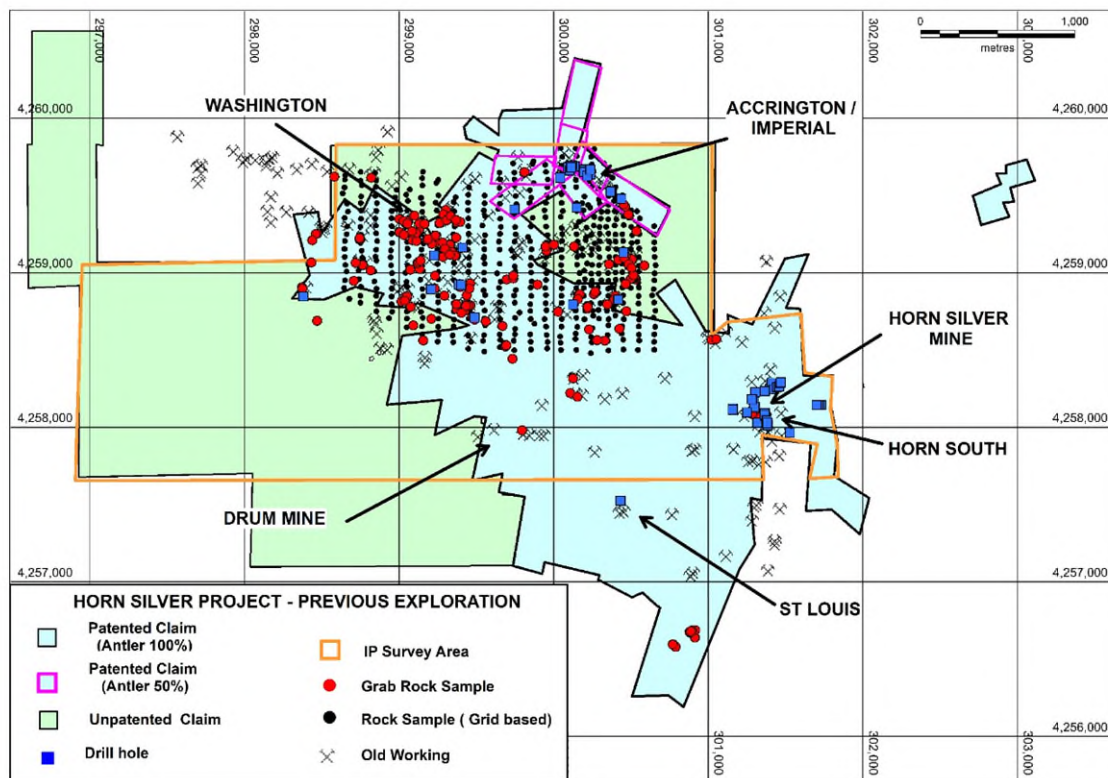 297,000
298,000
299,000
300,000
301,000
302,000
303,000
0 1,000
metres
4,260,000
4,260,000
WASHINGTON
ACCRINGTON /
IMPERIAL
4,259,000
4,259,000
HORN SILVER
MINE
4,258,000
4,258,000
HORN SOUTH
DRUM MINE
4,257,000
4,257,000
ST LOUIS
HORN SILVER PROJECT - PREVIOUS EXPLORATION
Patented Claim
(Antler 100%)
Patented Claim
(Antler 50%)
Unpatented Claim
Drill hole
IP Survey Area
Grab Rock Sample
Rock Sample ( Grid based)
Old Working
4,256,000
300,000
301,000
302,000
303,000